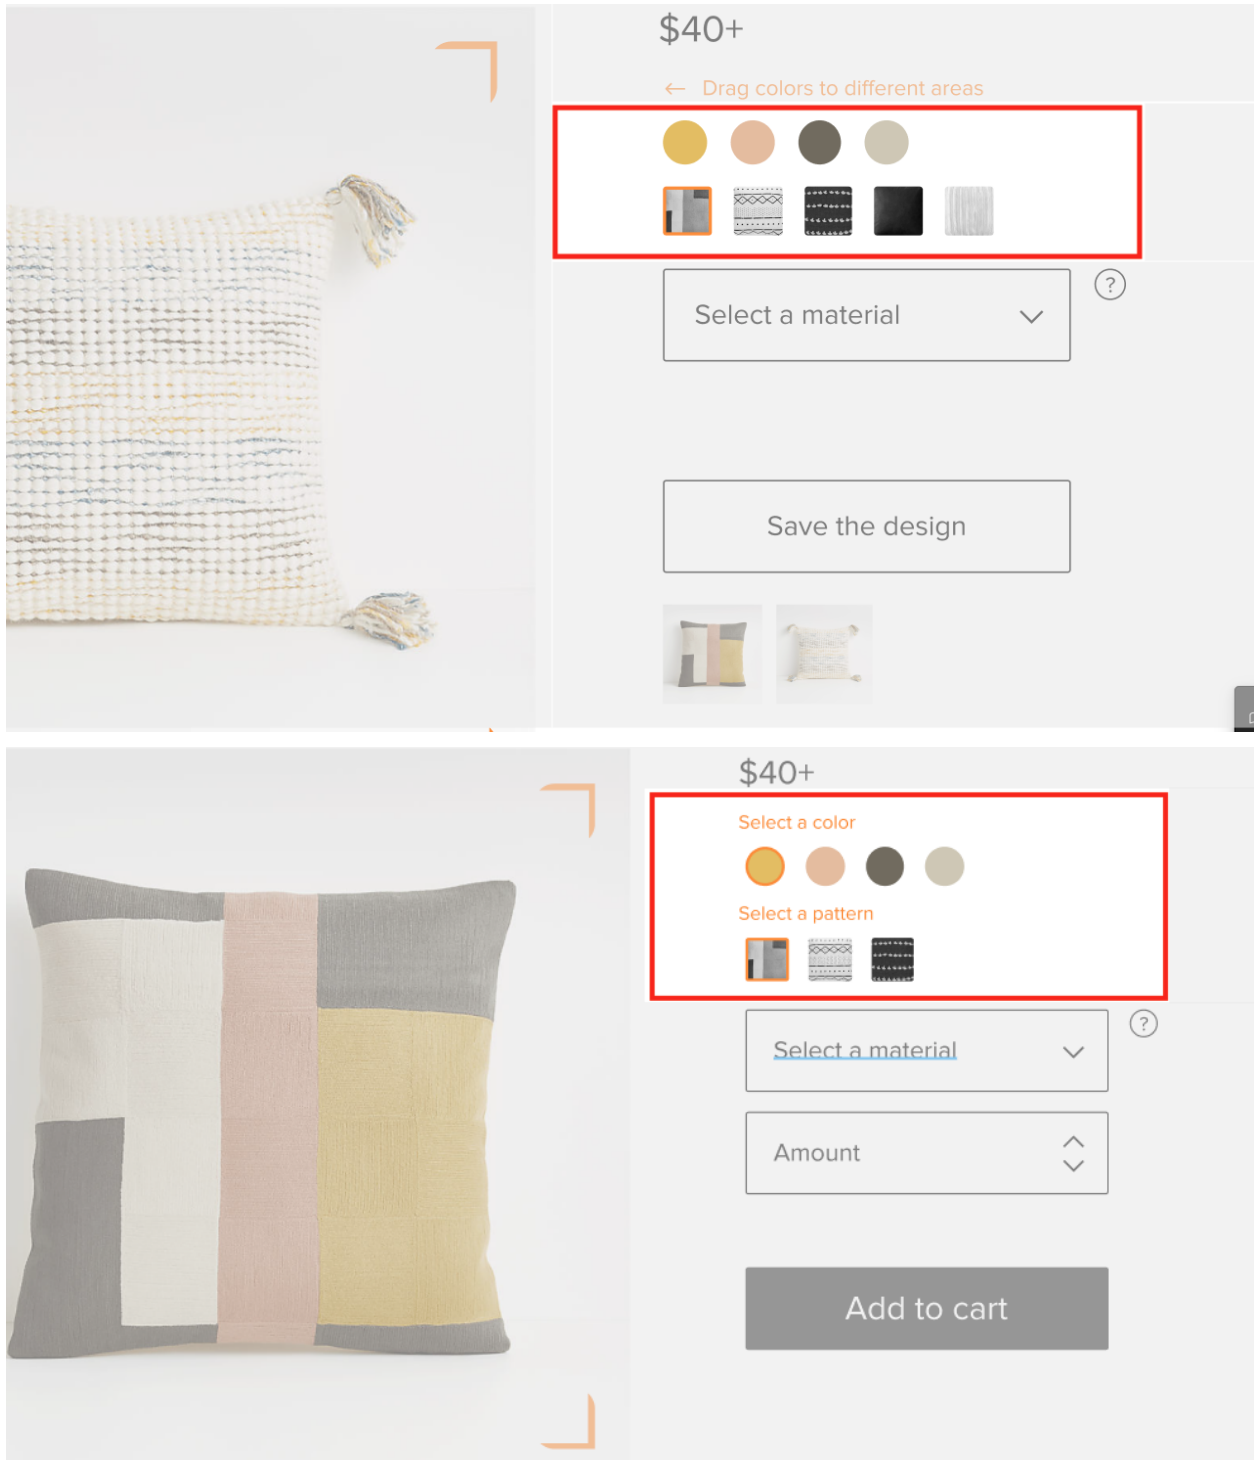 $40+
← Drag colors to different areas
Select a material
?
Save the design
$40+
Select a color
Select a pattern
Select a material
?
Amount
Add to cart